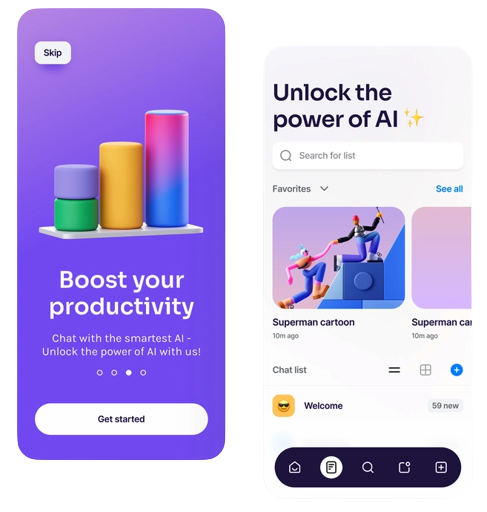 Skip
Boost your
productivity
Chat with the smartest AI -
Unlock the power of AI with us!
Get started
Unlock the
power of AI ✨
Search for list
Favorites
See all
Superman cartoon
10m ago
Superman car
10m ago
Chat list
Welcome
59 new